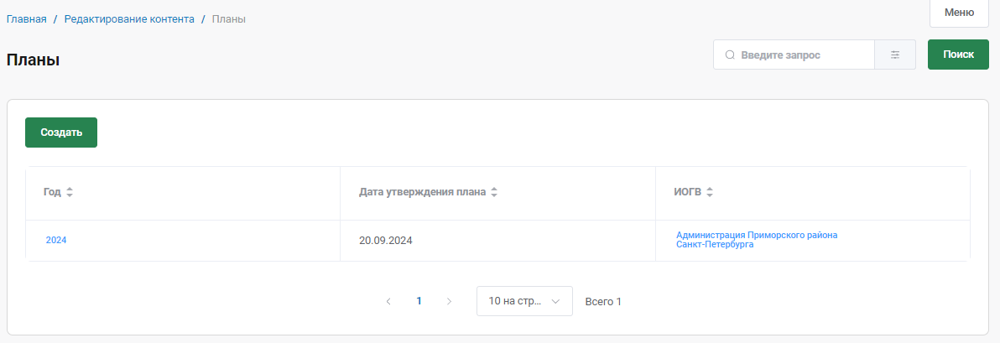 Главная / Редактирование контента / Планы
Меню
Планы
Введите запрос
Поиск
Создать
Год
Дата утверждения плана
ИОГВ
2024
20.09.2024
Администрация Приморского района
Санкт-Петербурга
1
10 на стр...
Всего 1